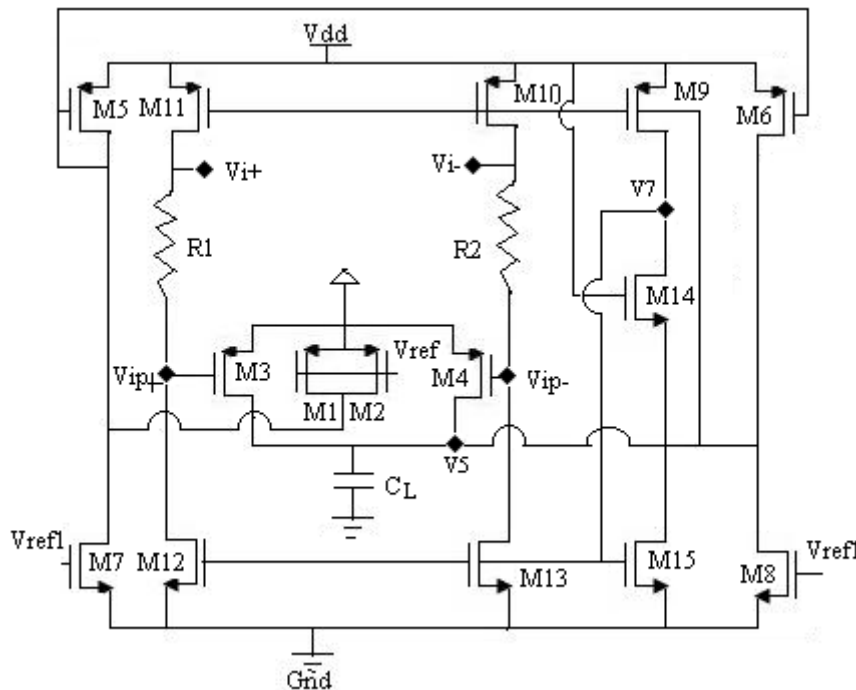 Vdd
M5
M11
M10
M9
M6
Vi+
Vi-
V7
R1
R2
M14
Vip+
M3
Vref
M4
Vip-
M1
M2
V5
CL
Vref1
M7
M12
M13
M15
M8
Vref1
Gnd